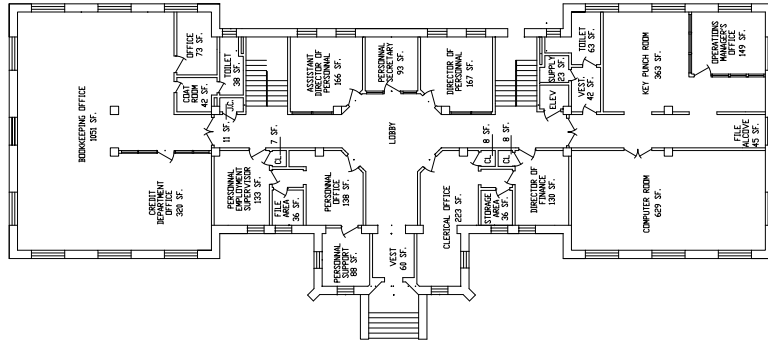 BOOKKEEPING OFFICE
1051 SF.
OFFICE
73 SF.
COAT
ROOM
42 SF.
TOILET
38 SF.
J.C.
11 SF.
CREDIT
DEPARTMENT
OFFICE
320 SF.
PERSONNAL
EMPLOYMENT
SUPERVISOR
133 SF.
7 SF.
CL.
FILE
AREA
36 SF.
PERSONNAL
OFFICE
138 SF.
PERSONNAL
SUPPORT
88 SF.
ASSISTANT
DIRECTOR OF
PERSONNAL
166 SF.
PERSONNAL
SECRETARY
93 SF.
DIRECTOR OF
PERSONNAL
167 SF.
LOBBY
VEST
60 SF.
CLERICAL OFFICE
223 SF.
8 SF.
CL.
8 SF.
CL.
STORAGE
AREA
36 SF.
DIRECTOR OF
FINANCE
130 SF.
SUPPLY
23 SF.
ELEV
TOILET
63 SF.
VEST
42 SF.
KEY PUNCH ROOM
363 SF.
OPERATIONS
MANAGER'S
OFFICE
149 SF.
FILE
ALCOVE
45 SF.
COMPUTER ROOM
629 SF.